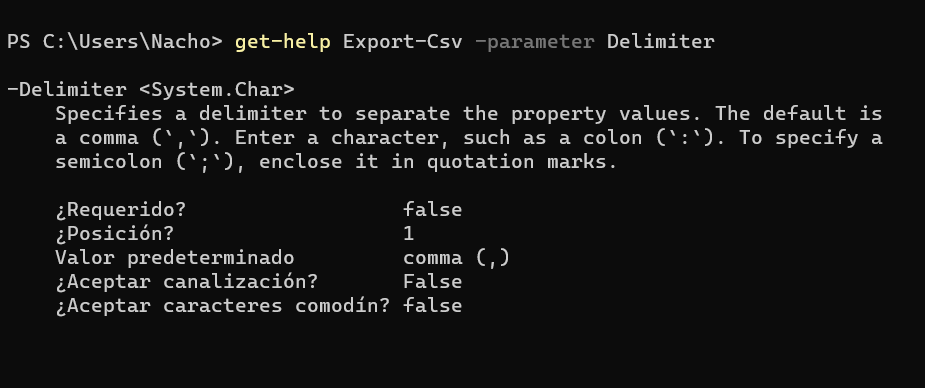 PS C:\Users\Nacho> get-help Export-Csv -parameter Delimiter
-Delimiter <System.Char>
Specifies a delimiter to separate the property values. The default is
a comma (`,`). Enter a character, such as a colon (`:`). To specify a
semicolon (`;`), enclose it in quotation marks.
¿Requerido? false
¿Posición? 1
Valor predeterminado comma (,)
¿Aceptar canalización? False
¿Aceptar caracteres comodín? false